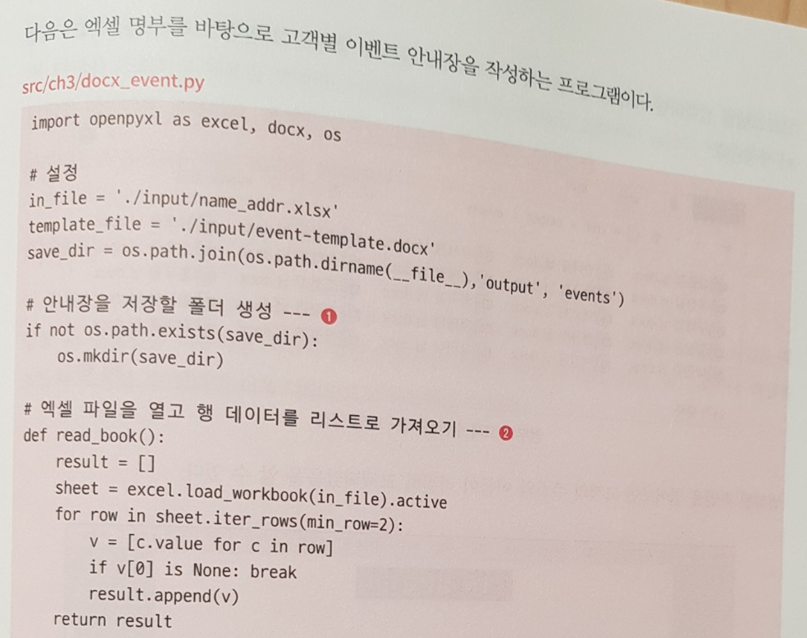 다음은 엑셀 명부를 바탕으로 고객별 이벤트 안내장을 작성하는 프로그램이다.
src/ch3/docx_event.py
import openpyxl as excel, docx, os
# 설정
in_file = './input/name_addr.xlsx'
template_file = './input/event-template.docx'
save_dir = os.path.join(os.path.dirname(__file__),'output', 'events')
# 안내장을 저장할 폴더 생성 --- ❶
if not os.path.exists(save_dir):
    os.mkdir(save_dir)
# 엑셀 파일을 열고 행 데이터를 리스트로 가져오기 --- ❷
def read_book():
    result = []
    sheet = excel.load_workbook(in_file).active
    for row in sheet.iter_rows(min_row=2):
        v = [c.value for c in row]
        if v[0] is None: break
        result.append(v)
    return result